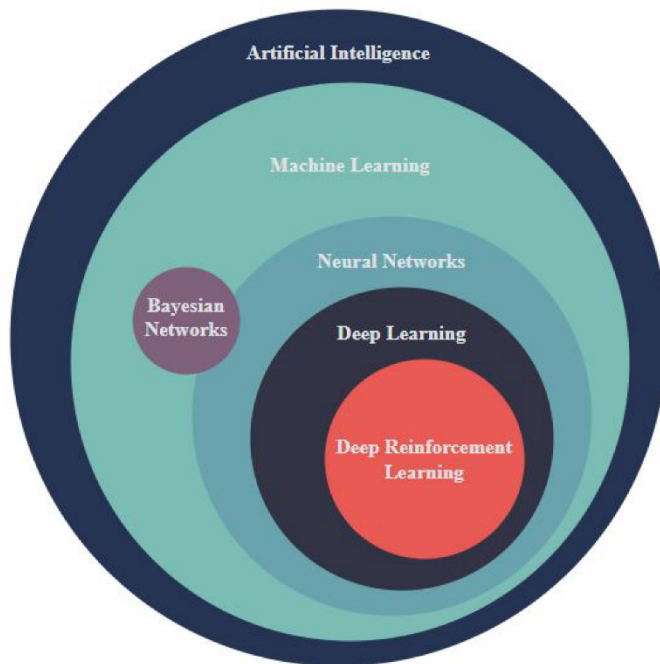 Artificial Intelligence
Machine Learning
Neural Networks
Bayesian
Networks
Deep Learning
Deep Reinforcement
Learning